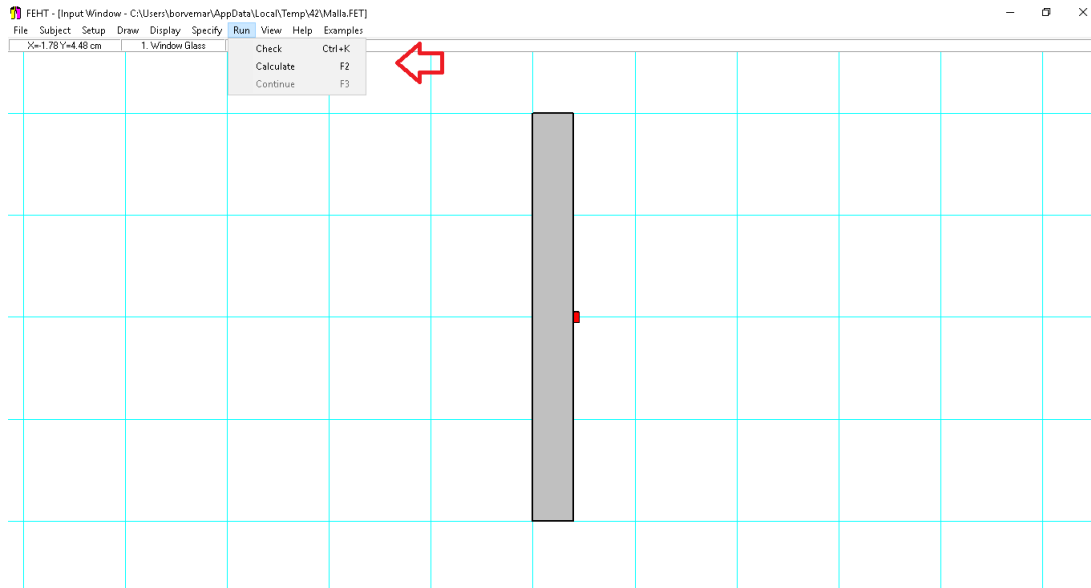 FEHT - [Input Window - C:\Users\borvemar\AppData\Local\Temp\42\Malla.FET]
File Subject Setup Draw Display Specify Run View Help Examples
X=-1.78 Y=4.48 cm 1. Window Glass
Check Ctrl+K
Calculate F2
Continue F3